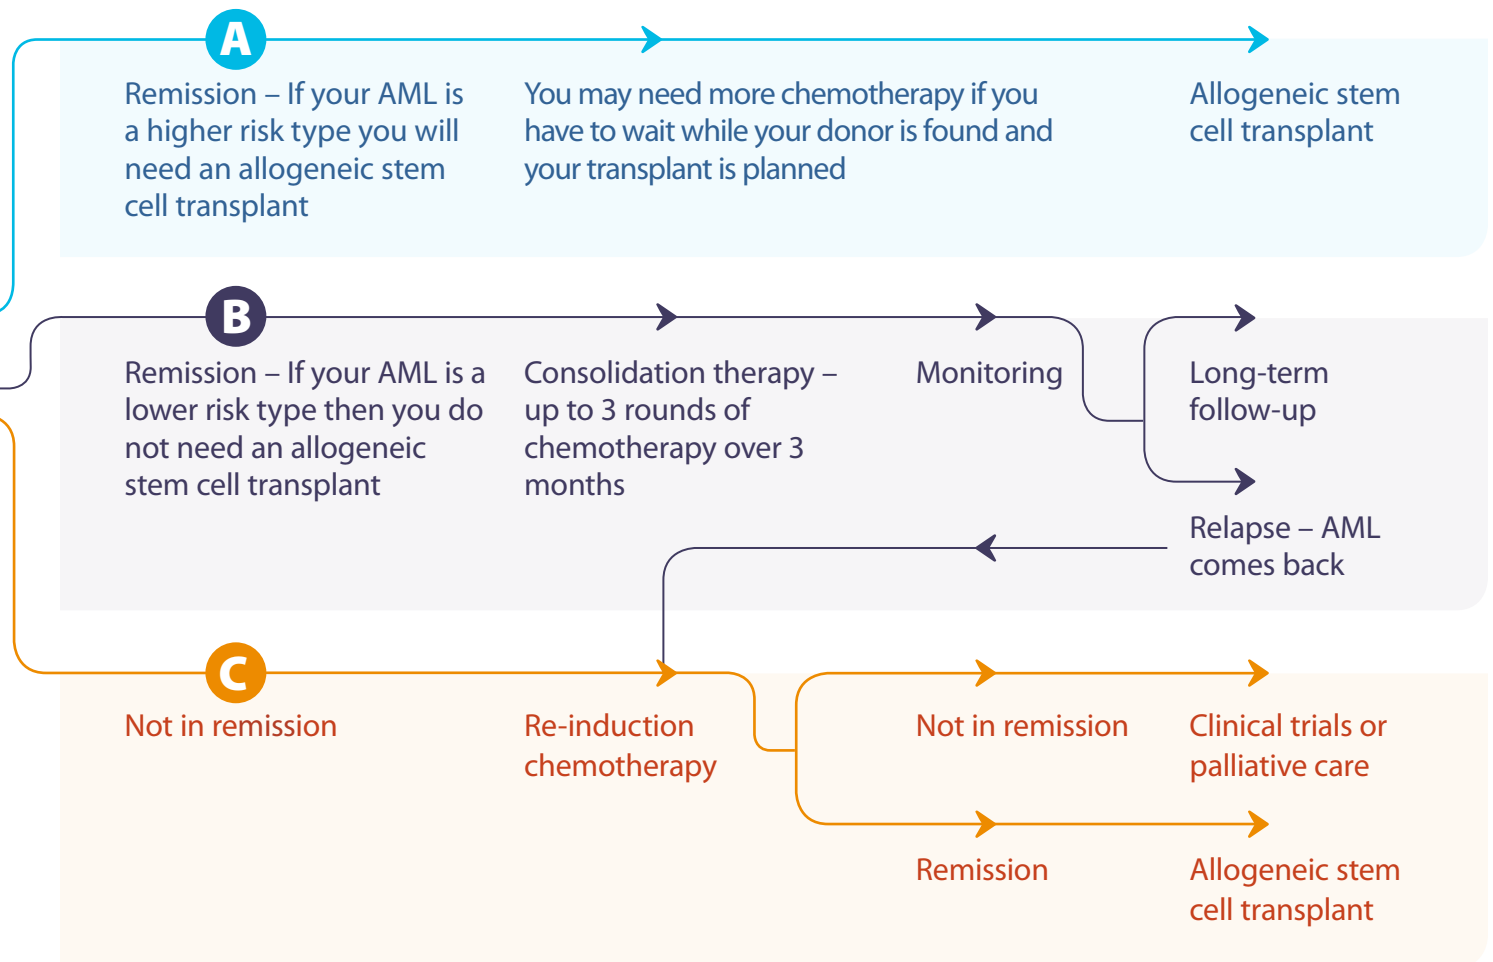 A
Remission – If your AML is
a higher risk type you will
need an allogeneic stem
cell transplant
You may need more chemotherapy if you
have to wait while your donor is found and
your transplant is planned
Allogeneic stem
cell transplant
B
Remission – If your AML is a
lower risk type then you do
not need an allogeneic
stem cell transplant
Consolidation therapy –
up to 3 rounds of
chemotherapy over 3
months
Monitoring
Long-term
follow-up
Relapse – AML
comes back
C
Not in remission
Re-induction
chemotherapy
Not in remission
Clinical trials or
palliative care
Remission
Allogeneic stem
cell transplant